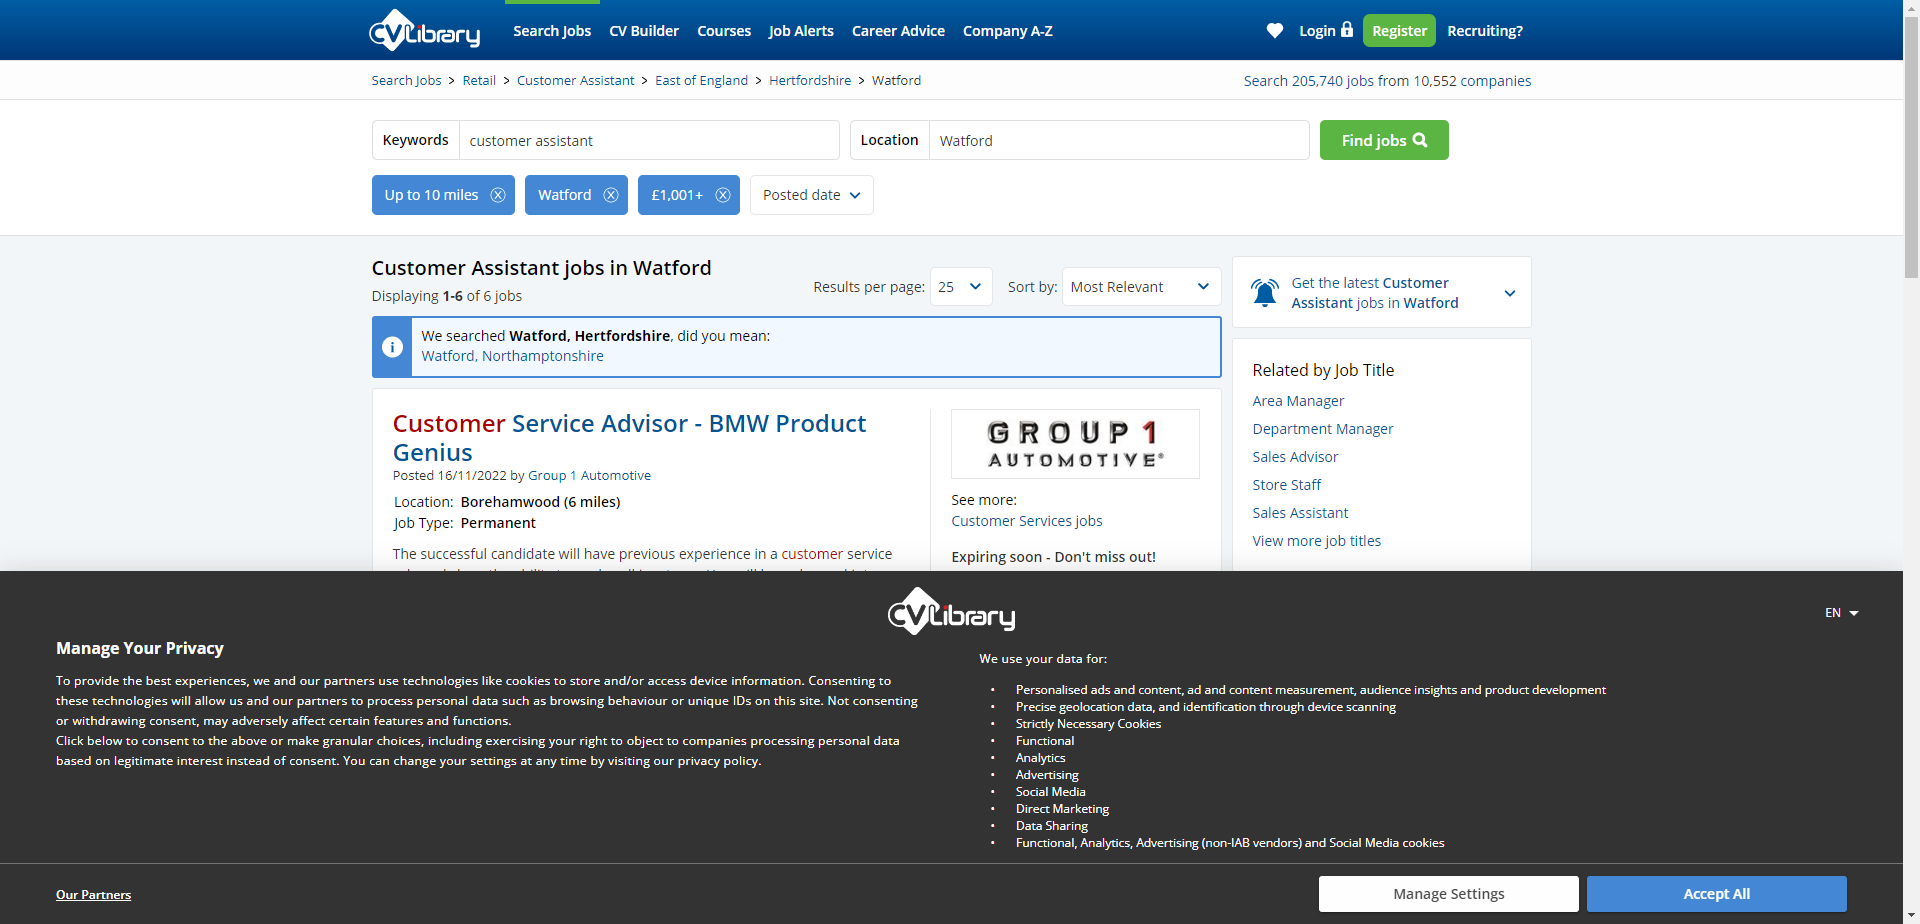 CVLibrary Search Jobs CV Builder Courses Job Alerts Career Advice Company A-Z Login Register Recruiting?
Search Jobs > Retail > Customer Assistant > East of England > Hertfordshire > Watford
Search 205,740 jobs from 10,552 companies
Keywords customer assistant Location Watford Find jobs
Up to 10 miles Watford £1,001+ Posted date
Customer Assistant jobs in Watford
Displaying 1-6 of 6 jobs
Results per page: 25 Sort by: Most Relevant
We searched Watford, Hertfordshire, did you mean:
Watford, Northamptonshire
Customer Service Advisor - BMW Product
Genius
Posted 16/11/2022 by Group 1 Automotive
Location: Borehamwood (6 miles)
Job Type: Permanent
The successful candidate will have previous experience in a customer service
GROUP 1
AUTOMOTIVE®
See more:
Customer Services jobs
Expiring soon - Don't miss out!
Get the latest Customer
Assistant jobs in Watford
Related by Job Title
Area Manager
Department Manager
Sales Advisor
Store Staff
Sales Assistant
View more job titles
CVLibrary
EN
Manage Your Privacy
To provide the best experiences, we and our partners use technologies like cookies to store and/or access device information. Consenting to
these technologies will allow us and our partners to process personal data such as browsing behaviour or unique IDs on this site. Not consenting
or withdrawing consent, may adversely affect certain features and functions.
Click below to consent to the above or make granular choices, including exercising your right to object to companies processing personal data
based on legitimate interest instead of consent. You can change your settings at any time by visiting our privacy policy.
We use your data for:
• Personalised ads and content, ad and content measurement, audience insights and product development
• Precise geolocation data, and identification through device scanning
• Strictly Necessary Cookies
• Functional
• Analytics
• Advertising
• Social Media
• Direct Marketing
• Data Sharing
• Functional, Analytics, Advertising (non-IAB vendors) and Social Media cookies
Our Partners
Manage Settings
Accept All